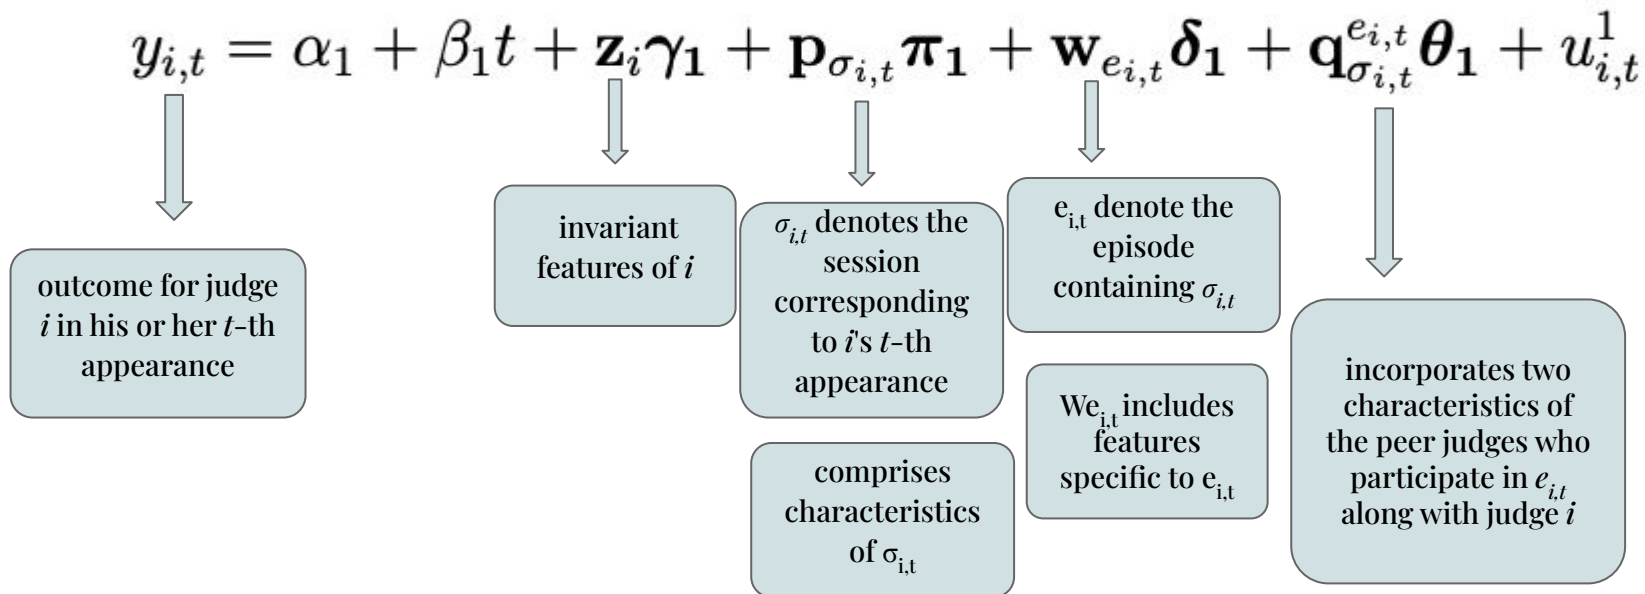 y_{i,t} = α_1 + β_1 t + z_i γ_1 + p_{σ_{i,t}} π_1 + w_{e_{i,t}} δ_1 + q^{e_{i,t}}_{σ_{i,t}} θ_1 + u^1_{i,t}
outcome for judge
i in his or her t-th
appearance
invariant
features of i
σ_{i,t} denotes the
session
corresponding
to i's t-th
appearance
comprises
characteristics
of σ_{i,t}
e_{i,t} denote the
episode
containing σ_{i,t}
We_{i,t} includes
features
specific to e_{i,t}
incorporates two
characteristics of
the peer judges who
participate in e_{i,t}
along with judge i